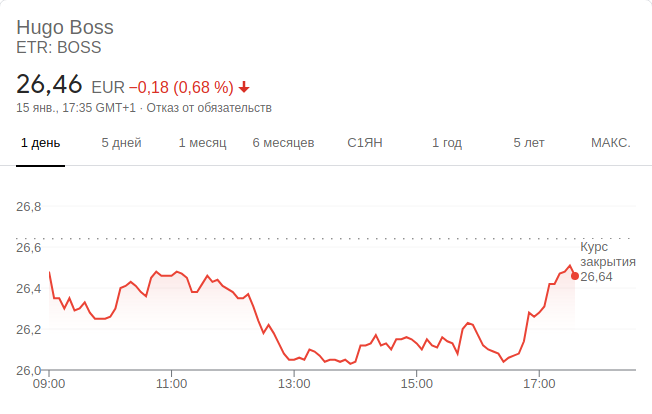 Hugo Boss
ETR: BOSS
26,46 EUR −0,18 (0,68 %)
15 янв., 17:35 GMT+1 · Отказ от обязательств
1 день 5 дней 1 месяц 6 месяцев С1ЯН 1 год 5 лет МАКС.
26,8
26,6
26,4
26,2
26,0
Курс
закрытия
26,64
09:00 11:00 13:00 15:00 17:00